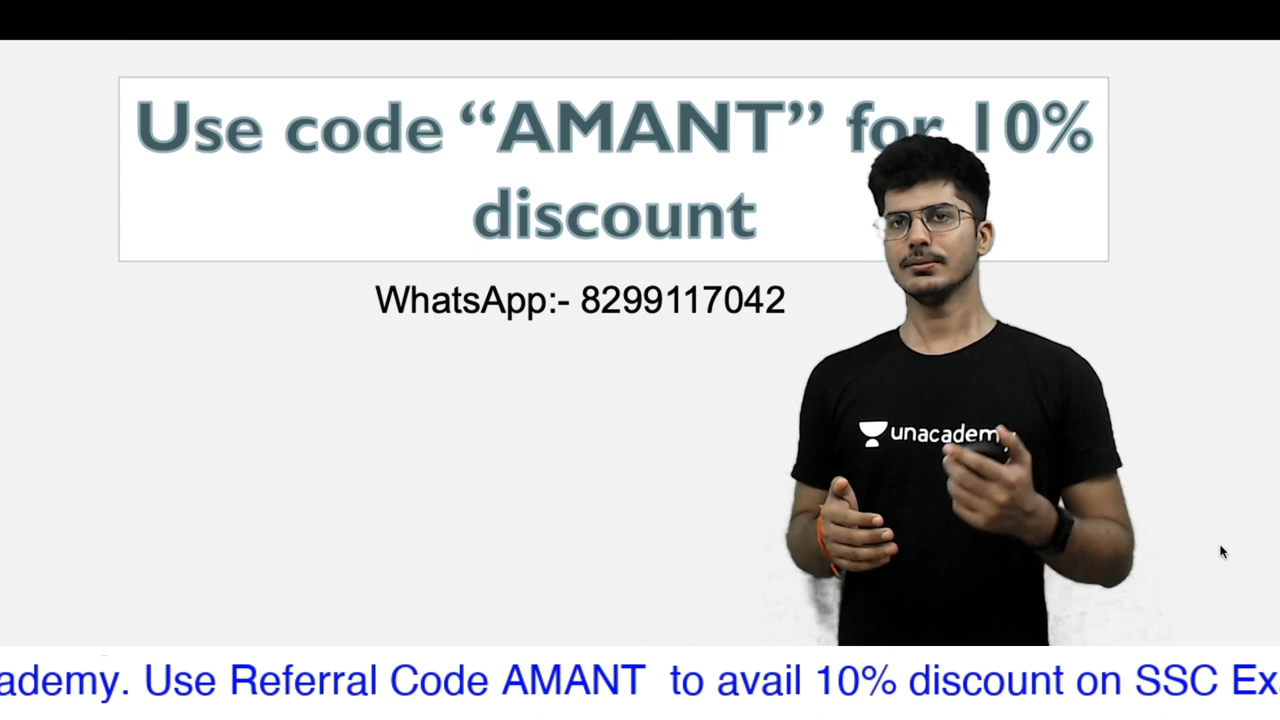 Use code “AMANT” for 10%
discount
WhatsApp:- 8299117042
unacademy
ademy. Use Referral Code AMANT to avail 10% discount on SSC Ex